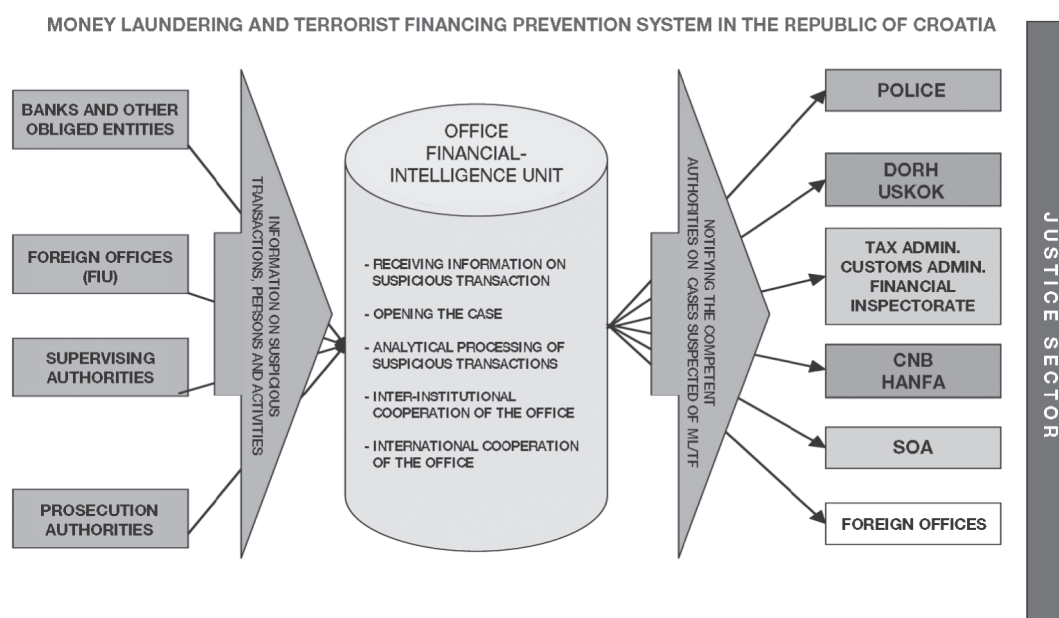 MONEY LAUNDERING AND TERRORIST FINANCING PREVENTION SYSTEM IN THE REPUBLIC OF CROATIA
BANKS AND OTHER
OBLIGED ENTITIES
FOREIGN OFFICES
(FIU)
SUPERVISING
AUTHORITIES
PROSECUTION
AUTHORITIES
INFORMATION ON SUSPICIOUS
TRANSACTIONS, PERSONS AND ACTIVITIES
OFFICE
FINANCIAL-
INTELLIGENCE UNIT
- RECEIVING INFORMATION ON
SUSPICIOUS TRANSACTION
- OPENING THE CASE
- ANALYTICAL PROCESSING OF
SUSPICIOUS TRANSACTIONS
- INTER-INSTITUTIONAL
COOPERATION OF THE OFFICE
- INTERNATIONAL COOPERATION
OF THE OFFICE
NOTIFYING THE COMPETENT
AUTHORITIES ON CASES SUSPECTED OF ML/TF
POLICE
DORH
USKOK
TAX ADMIN.
CUSTOMS ADMIN.
FINANCIAL
INSPECTORATE
CNB
HANFA
SOA
FOREIGN OFFICES
JUSTICE SECTOR